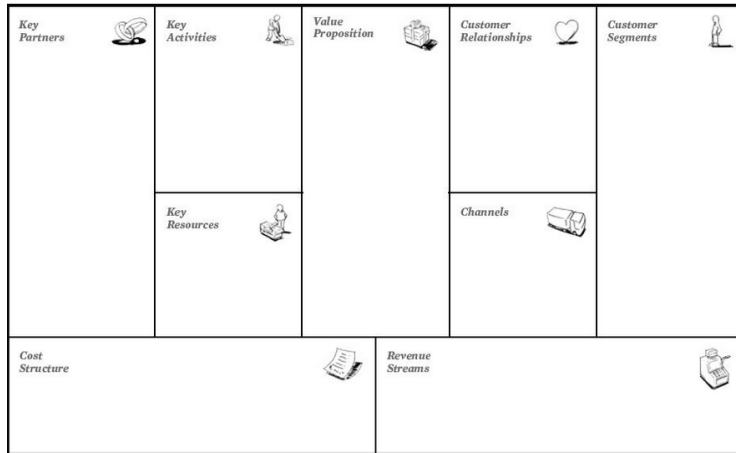 Key
Partners
Key
Activities
Value
Proposition
Customer
Relationships
Customer
Segments
Key
Resources
Channels
Cost
Structure
Revenue
Streams